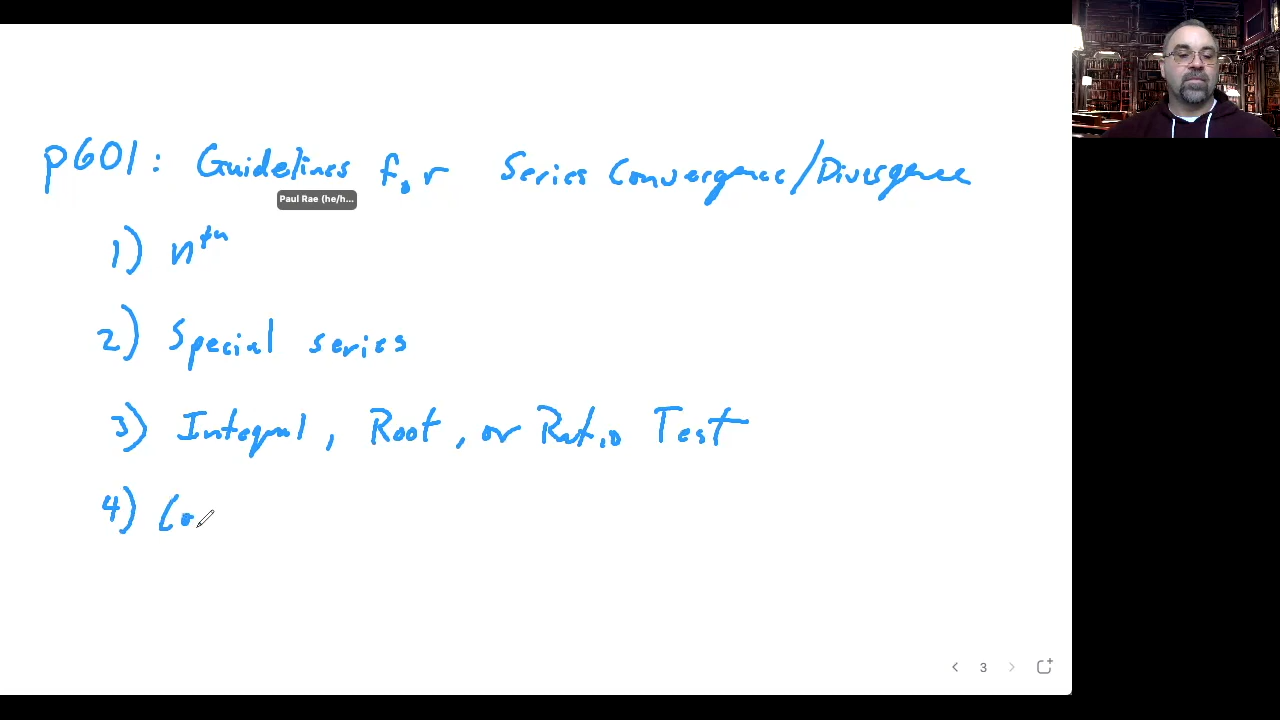 p601: Guidelines for Series Convergence/Divergence
Paul Rae (he/h...
1) nth
2) Special series
3) Integral, Root, or Ratio Test
4) Co
3